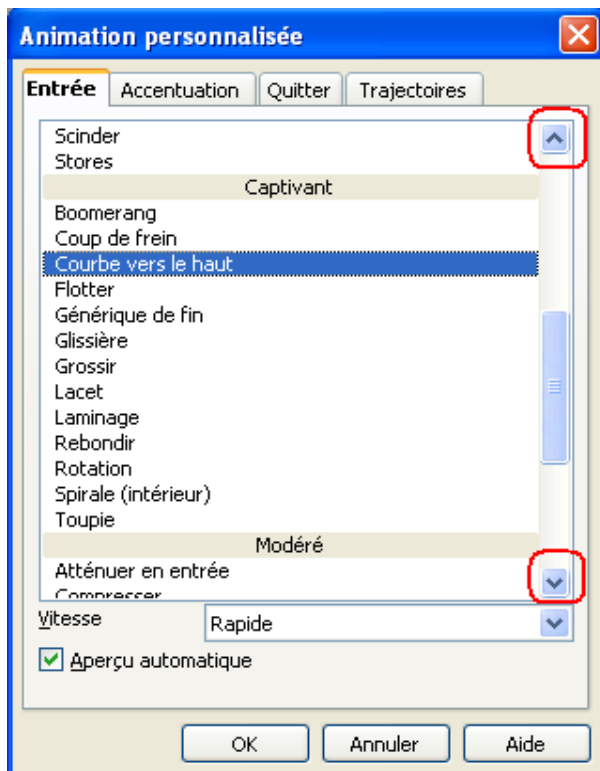 Animation personnalisée
Entrée Accentuation Quitter Trajectoires
Scinder
Stores
Captivant
Boomerang
Coup de frein
Courbe vers le haut
Flotter
Générique de fin
Glissière
Grossir
Lacet
Laminage
Rebondir
Rotation
Spirale (intérieur)
Toupie
Modéré
Atténuer en entrée
Compresser
Vitesse Rapide
Aperçu automatique
OK Annuler Aide